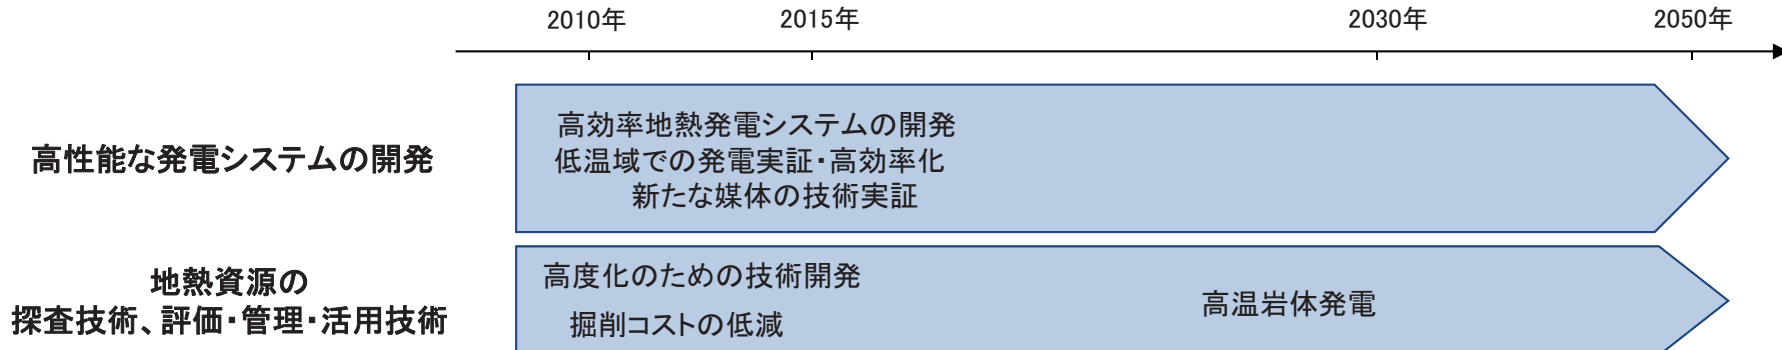 2010年
2015年
2030年
2050年
高性能な発電システムの開発
高効率地熱発電システムの開発
低温域での発電実証・高効率化
新たな媒体の技術実証
地熱資源の
探査技術、評価・管理・活用技術
高度化のための技術開発
掘削コストの低減
高温岩体発電